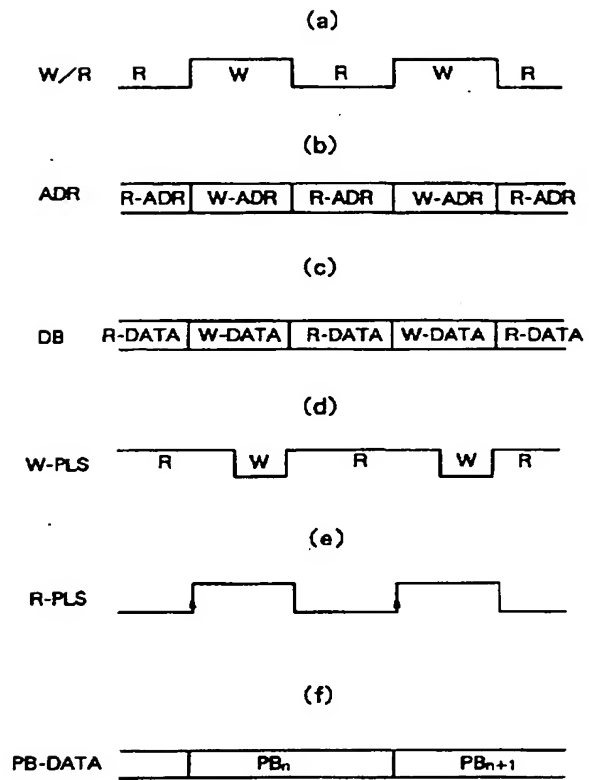 (a)
W/R R W R W R
(b)
ADR R-ADR W-ADR R-ADR W-ADR R-ADR
(c)
DB R-DATA W-DATA R-DATA W-DATA R-DATA
(d)
W-PLS R W R W R
(e)
R-PLS
(f)
PB-DATA PBn PBn+1